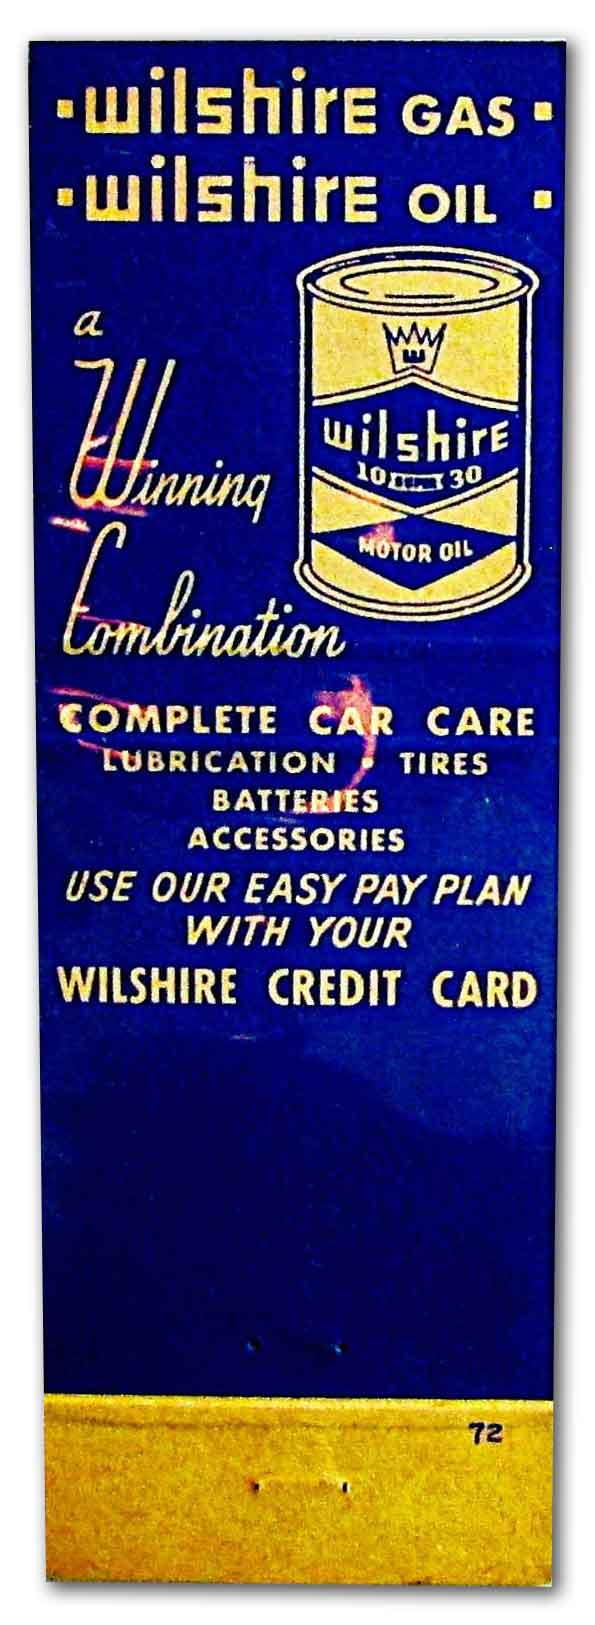 ·wilshire GAS·
·wilshire OIL·
a
Winning
Combination
W
wilshire
10 30
MOTOR OIL
COMPLETE CAR CARE
LUBRICATION · TIRES
BATTERIES
ACCESSORIES
USE OUR EASY PAY PLAN
WITH YOUR
WILSHIRE CREDIT CARD
72